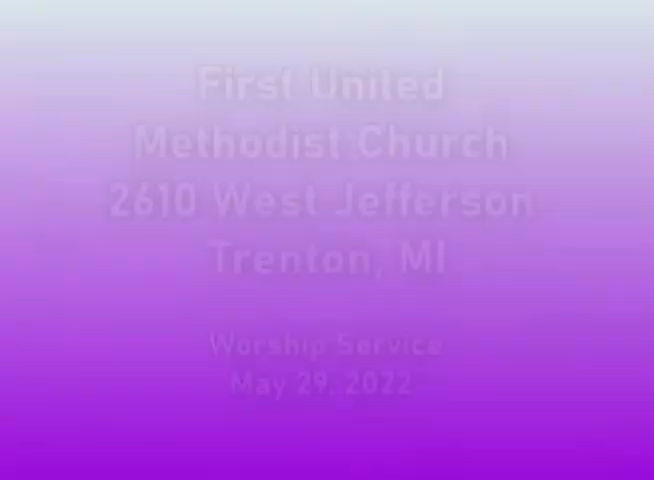 First United
Methodist Church
2610 West Jefferson
Trenton, MI
Worship Service
May 29, 2022